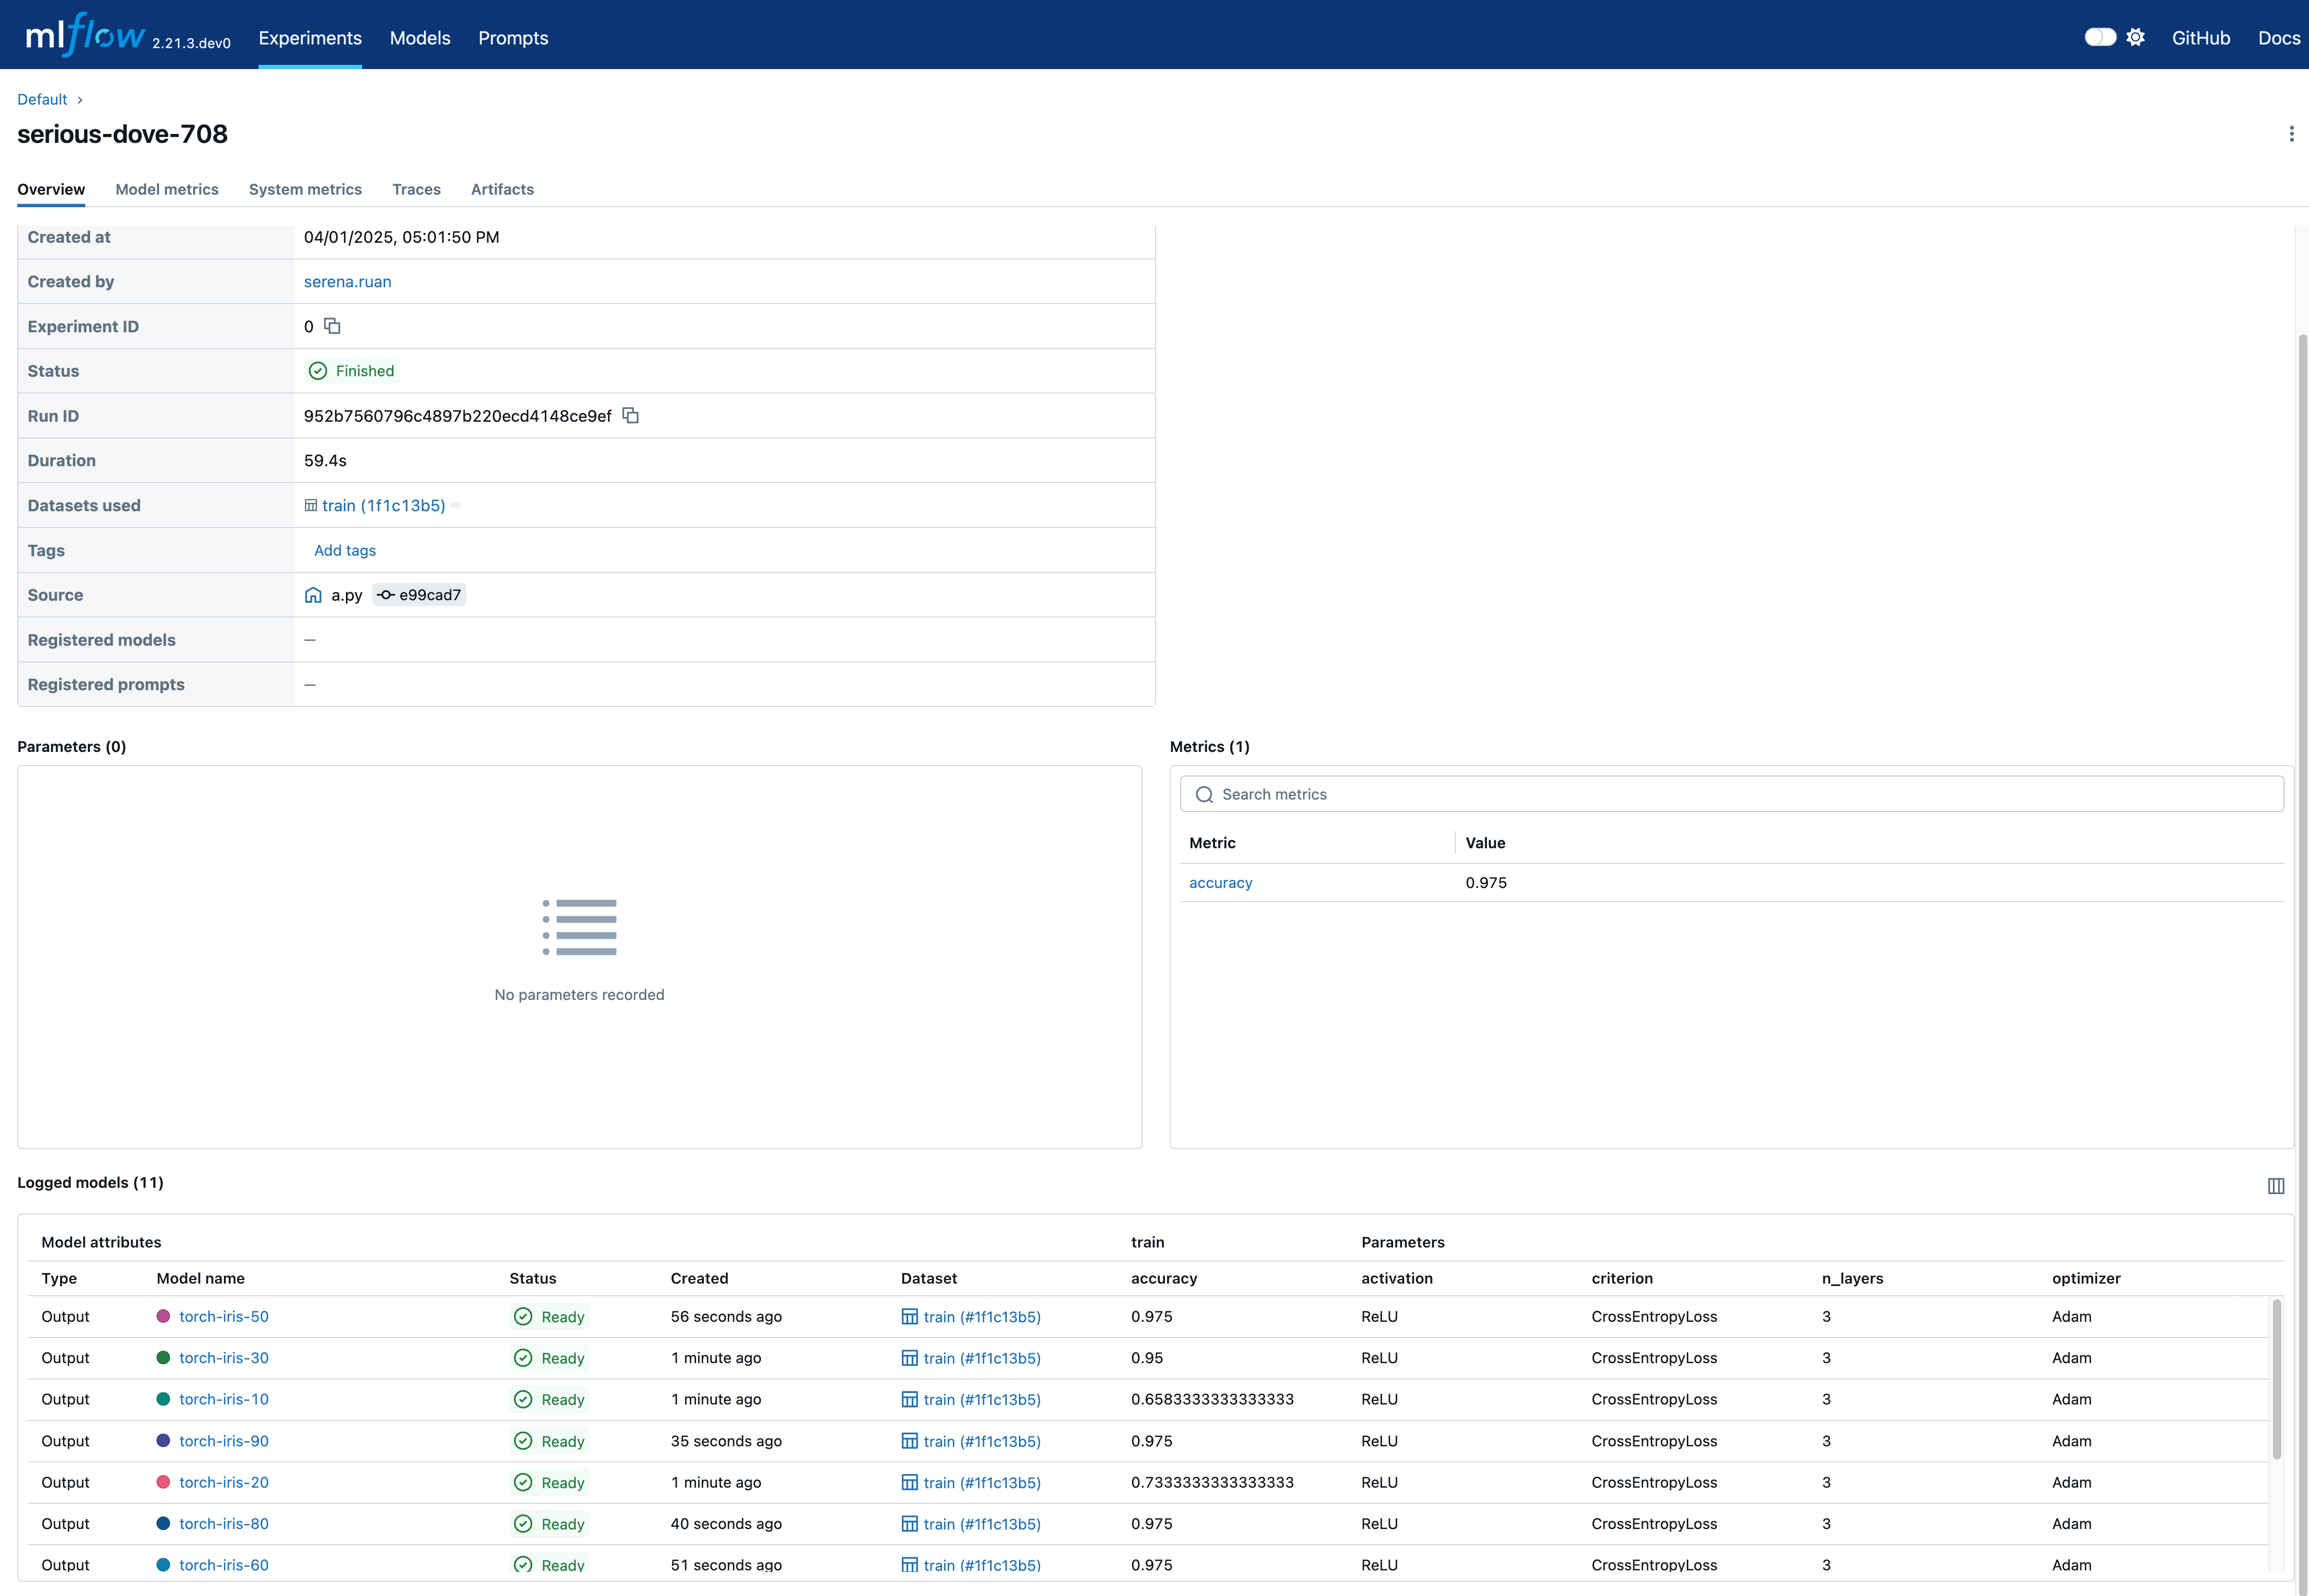 mlflow 2.21.3.dev0 Experiments Models Prompts GitHub Docs
Default
serious-dove-708
Overview Model metrics System metrics Traces Artifacts
Created at 04/01/2025, 05:01:50 PM
Created by serena.ruan
Experiment ID 0
Status Finished
Run ID 952b7560796c4897b220ecd4148ce9ef
Duration 59.4s
Datasets used train (1f1c13b5)
Tags Add tags
Source a.py e99cad7
Registered models —
Registered prompts —
Parameters (0)
No parameters recorded
Metrics (1)
Search metrics
Metric Value
accuracy 0.975
Logged models (11)
Model attributes train Parameters
Type Model name Status Created Dataset accuracy activation criterion n_layers optimizer
Output torch-iris-50 Ready 56 seconds ago train (#1f1c13b5) 0.975 ReLU CrossEntropyLoss 3 Adam
Output torch-iris-30 Ready 1 minute ago train (#1f1c13b5) 0.95 ReLU CrossEntropyLoss 3 Adam
Output torch-iris-10 Ready 1 minute ago train (#1f1c13b5) 0.6583333333333333 ReLU CrossEntropyLoss 3 Adam
Output torch-iris-90 Ready 35 seconds ago train (#1f1c13b5) 0.975 ReLU CrossEntropyLoss 3 Adam
Output torch-iris-20 Ready 1 minute ago train (#1f1c13b5) 0.7333333333333333 ReLU CrossEntropyLoss 3 Adam
Output torch-iris-80 Ready 40 seconds ago train (#1f1c13b5) 0.975 ReLU CrossEntropyLoss 3 Adam
Output torch-iris-60 Ready 51 seconds ago train (#1f1c13b5) 0.975 ReLU CrossEntropyLoss 3 Adam